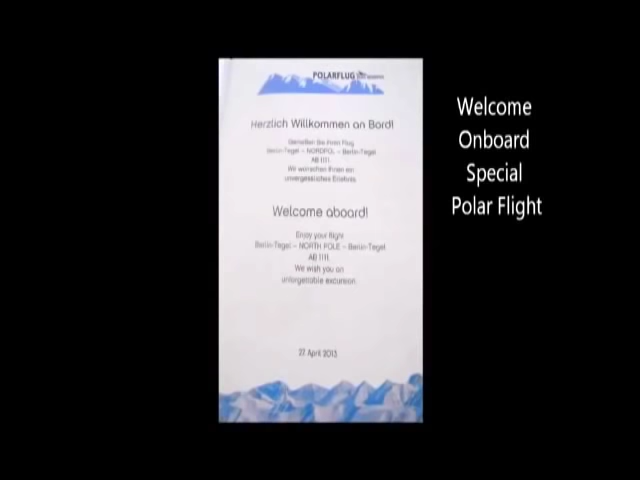 POLARFLUG
Herzlich Willkommen an Bord!
Genießen Sie Ihren Flug
Berlin-Tegel – NORDPOL – Berlin-Tegel
AB 1111
Wir wünschen Ihnen ein
unvergessliches Erlebnis.
Welcome aboard!
Enjoy your flight
Berlin-Tegel – NORTH POLE – Berlin-Tegel
AB 1111
We wish you an
unforgettable excursion.
27 April 2013
Welcome
Onboard
Special
Polar Flight